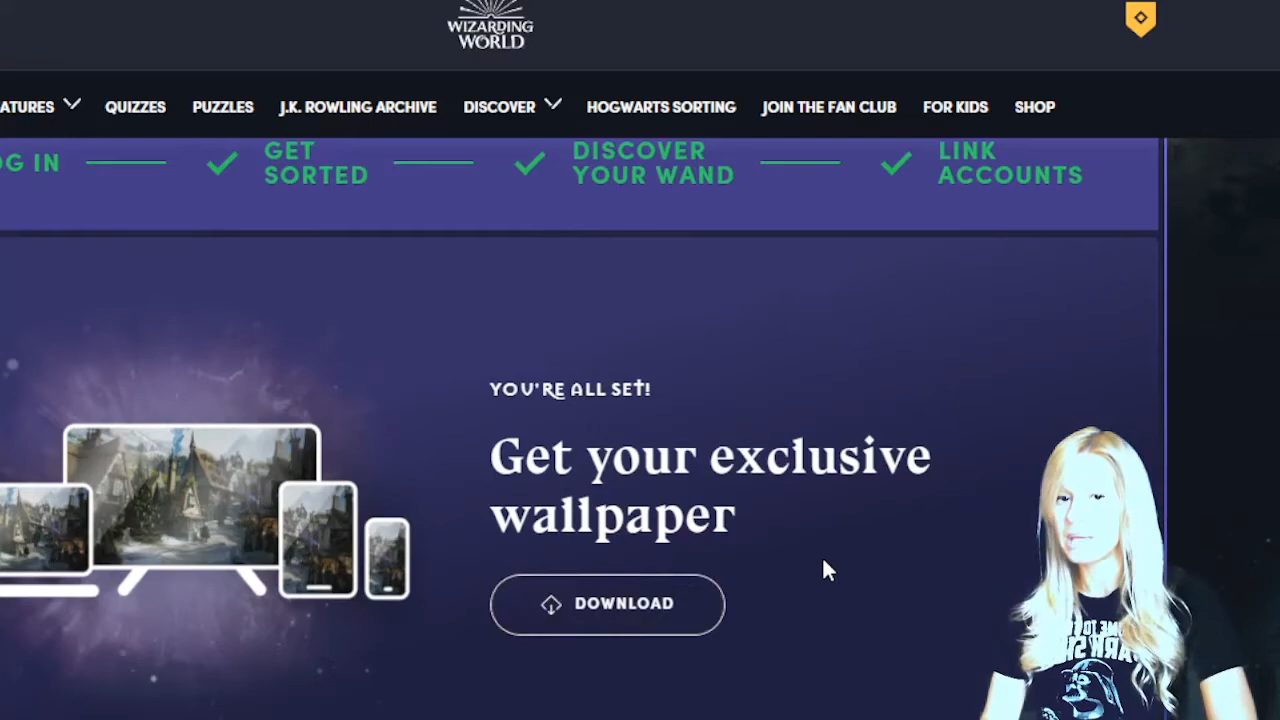 WIZARDING
WORLD
ATURES
QUIZZES
PUZZLES
J.K. ROWLING ARCHIVE
DISCOVER
HOGWARTS SORTING
JOIN THE FAN CLUB
FOR KIDS
SHOP
OG IN
GET
SORTED
DISCOVER
YOUR WAND
LINK
ACCOUNTS
YOU'RE ALL SET!
Get your exclusive
wallpaper
DOWNLOAD